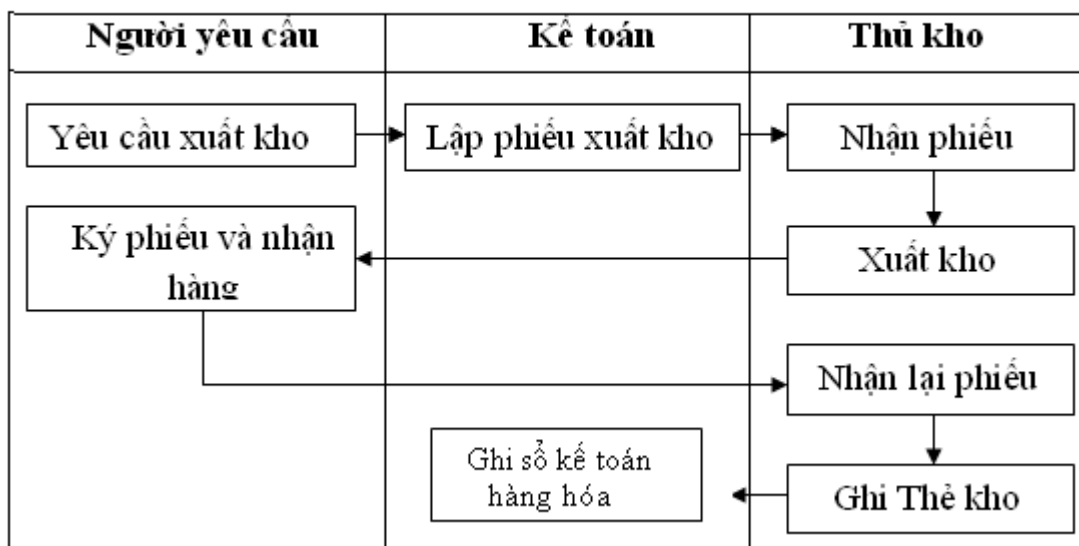 Người yêu cầu
Kế toán
Thủ kho
Yêu cầu xuất kho
Lập phiếu xuất kho
Nhận phiếu
Ký phiếu và nhận
hàng
Xuất kho
Nhận lại phiếu
Ghi sổ kế toán
hàng hóa
Ghi Thẻ kho